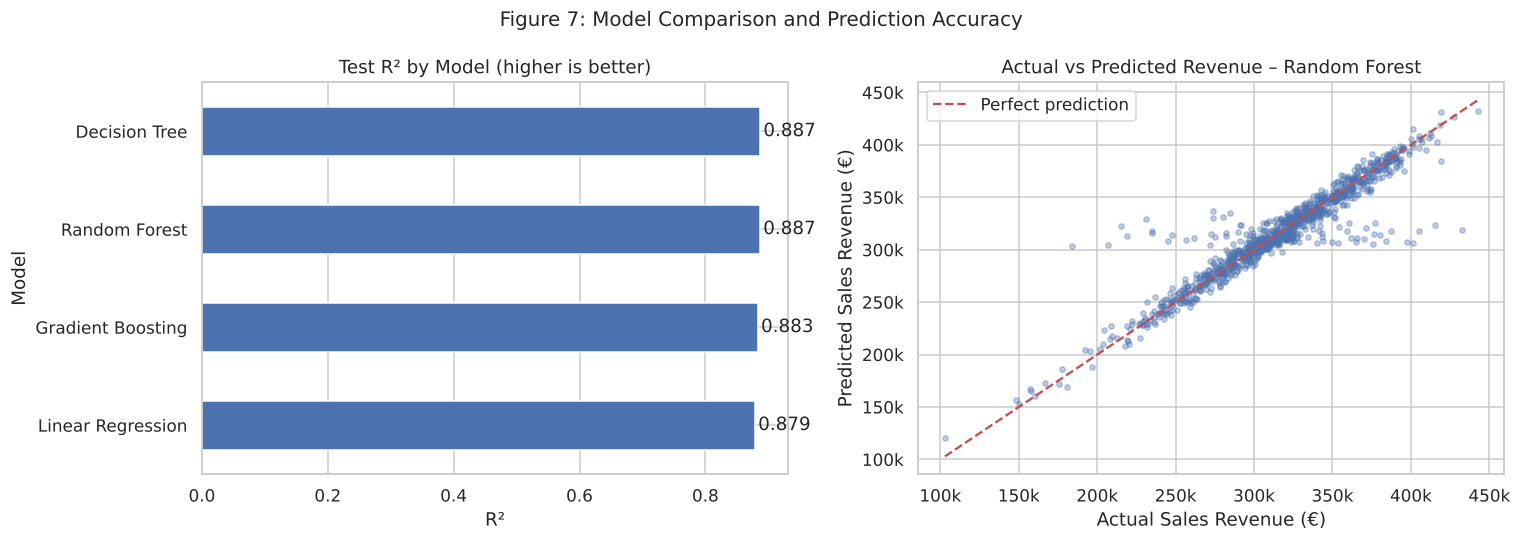 Figure 7: Model Comparison and Prediction Accuracy
Test R² by Model (higher is better)
Model
Decision Tree
0.887
Random Forest
0.887
Gradient Boosting
0.883
Linear Regression
0.879
0.0 0.2 0.4 0.6 0.8
R²
Actual vs Predicted Revenue – Random Forest
Perfect prediction
Predicted Sales Revenue (€)
450k
400k
350k
300k
250k
200k
150k
100k
100k 150k 200k 250k 300k 350k 400k 450k
Actual Sales Revenue (€)